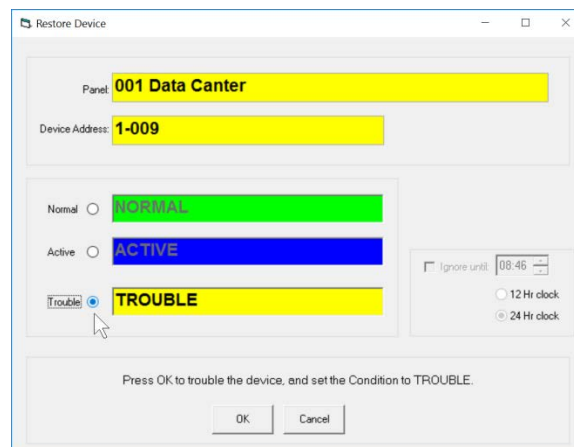 Restore Device
Panel: 001 Data Canter
Device Address: 1-009
Normal NORMAL
Active ACTIVE
Ignore until: 08:46
Trouble TROUBLE
12 Hr clock
24 Hr clock
Press OK to trouble the device, and set the Condition to TROUBLE.
OK Cancel